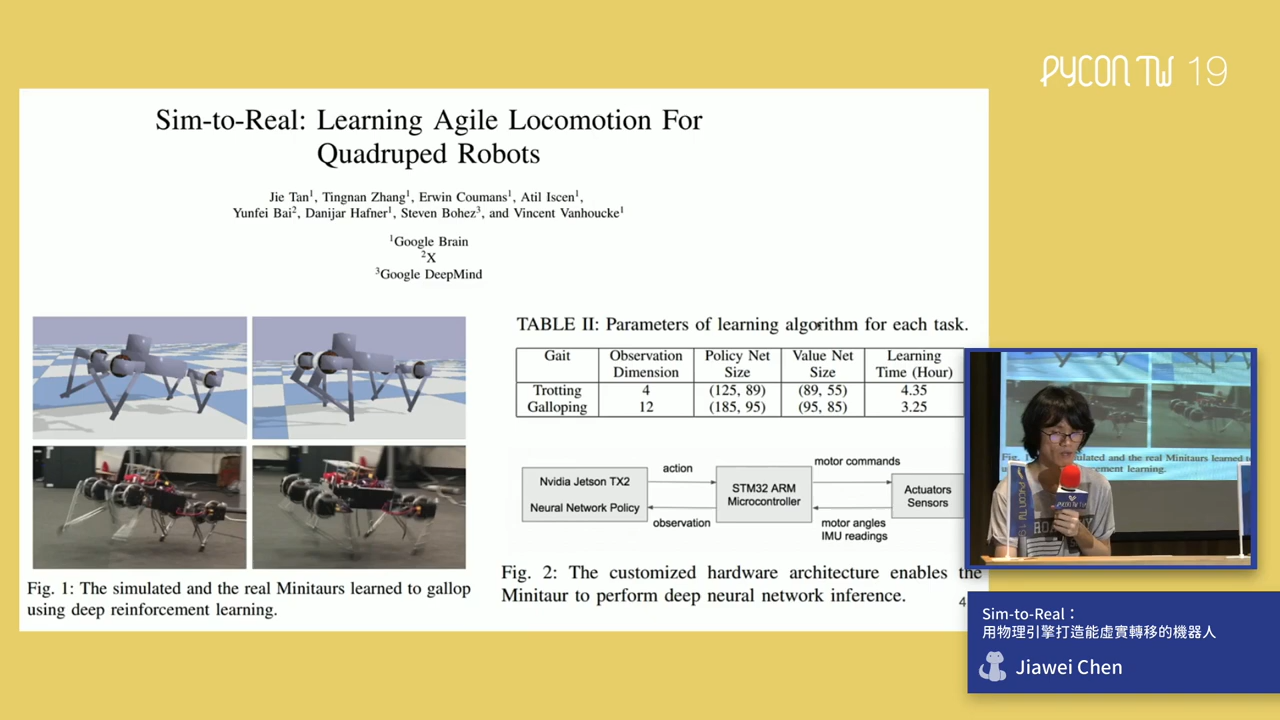 PYCON TW 19
Sim-to-Real: Learning Agile Locomotion For
Quadruped Robots
Jie Tan1, Tingnan Zhang1, Erwin Coumans1, Atil Iscen1,
Yunfei Bai2, Danijar Hafner1, Steven Bohez3, and Vincent Vanhoucke1
1Google Brain
2X
3Google DeepMind
Fig. 1: The simulated and the real Minitaurs learned to gallop
using deep reinforcement learning.
TABLE II: Parameters of learning algorithm for each task.
Gait Observation Dimension Policy Net Size Value Net Size Learning Time (Hour)
Trotting 4 (125, 89) (89, 55) 4.35
Galloping 12 (185, 95) (95, 85) 3.25
Nvidia Jetson TX2
Neural Network Policy
action
observation
STM32 ARM
Microcontroller
motor commands
motor angles
IMU readings
Actuators
Sensors
Fig. 2: The customized hardware architecture enables the
Minitaur to perform deep neural network inference.
4
Sim-to-Real：
用物理引擎打造能虛實轉移的機器人
Jiawei Chen